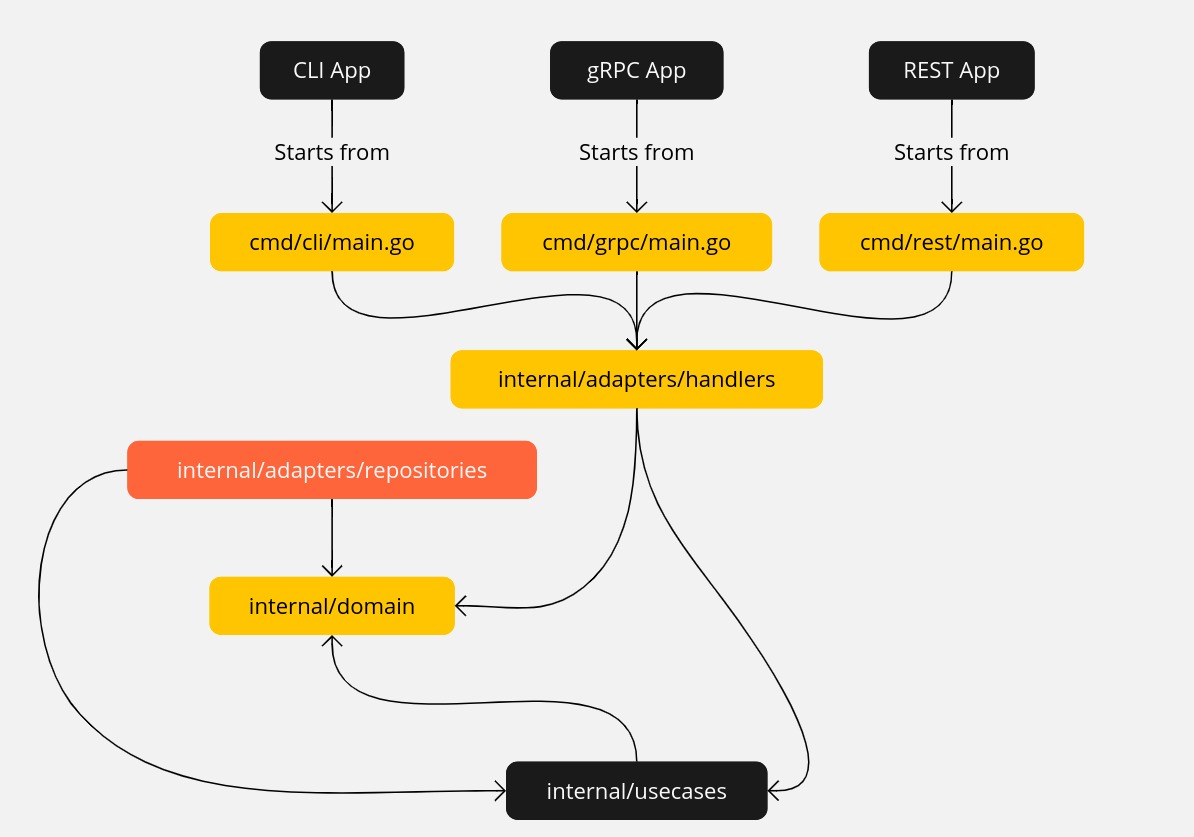 CLI App
gRPC App
REST App
Starts from
Starts from
Starts from
cmd/cli/main.go
cmd/grpc/main.go
cmd/rest/main.go
internal/adapters/handlers
internal/adapters/repositories
internal/domain
internal/usecases